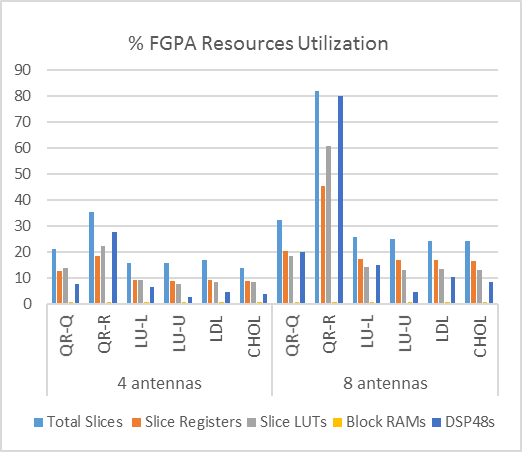 % FGPA Resources Utilization
90
80
70
60
50
40
30
20
10
0
QR-Q
QR-R
LU-L
LU-U
LDL
CHOL
QR-Q
QR-R
LU-L
LU-U
LDL
CHOL
4 antennas
8 antennas
Total Slices
Slice Registers
Slice LUTs
Block RAMs
DSP48s